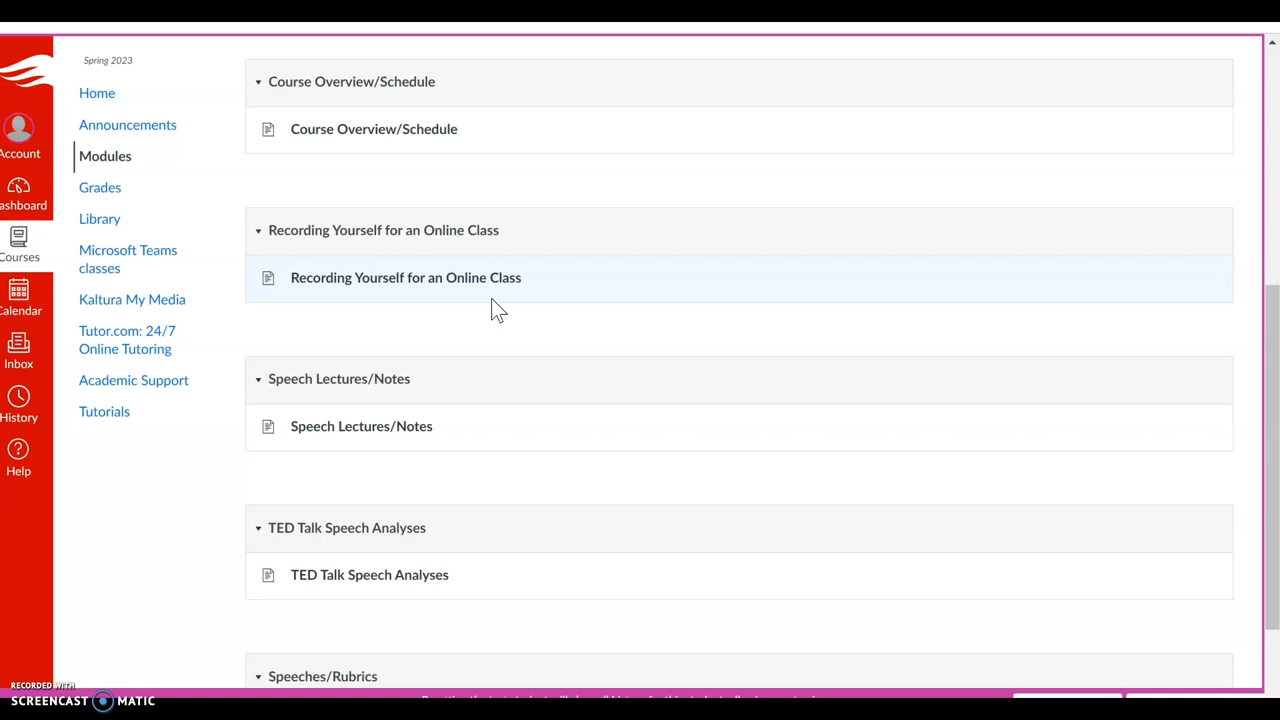 Spring 2023
Home
Announcements
Modules
Grades
Library
Microsoft Teams
classes
Kaltura My Media
Tutor.com: 24/7
Online Tutoring
Academic Support
Tutorials
Account
ashboard
Courses
Calendar
Inbox
History
Help
Course Overview/Schedule
Course Overview/Schedule
Recording Yourself for an Online Class
Recording Yourself for an Online Class
Speech Lectures/Notes
Speech Lectures/Notes
TED Talk Speech Analyses
TED Talk Speech Analyses
Speeches/Rubrics
RECORDED WITH
SCREENCAST MATIC